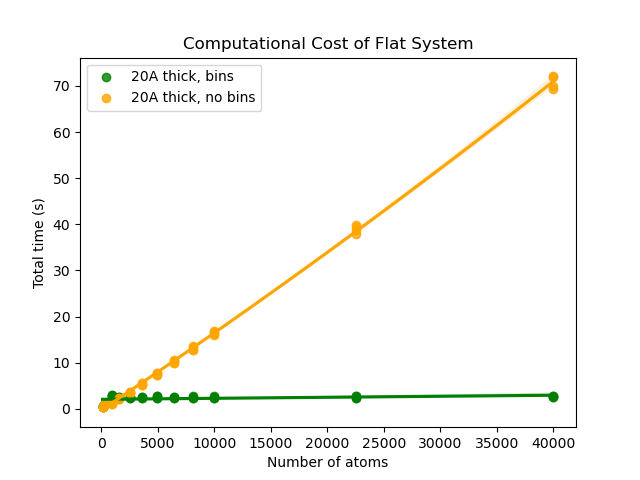 Computational Cost of Flat System
20A thick, bins
20A thick, no bins
Total time (s)
70
60
50
40
30
20
10
0
0 5000 10000 15000 20000 25000 30000 35000 40000
Number of atoms